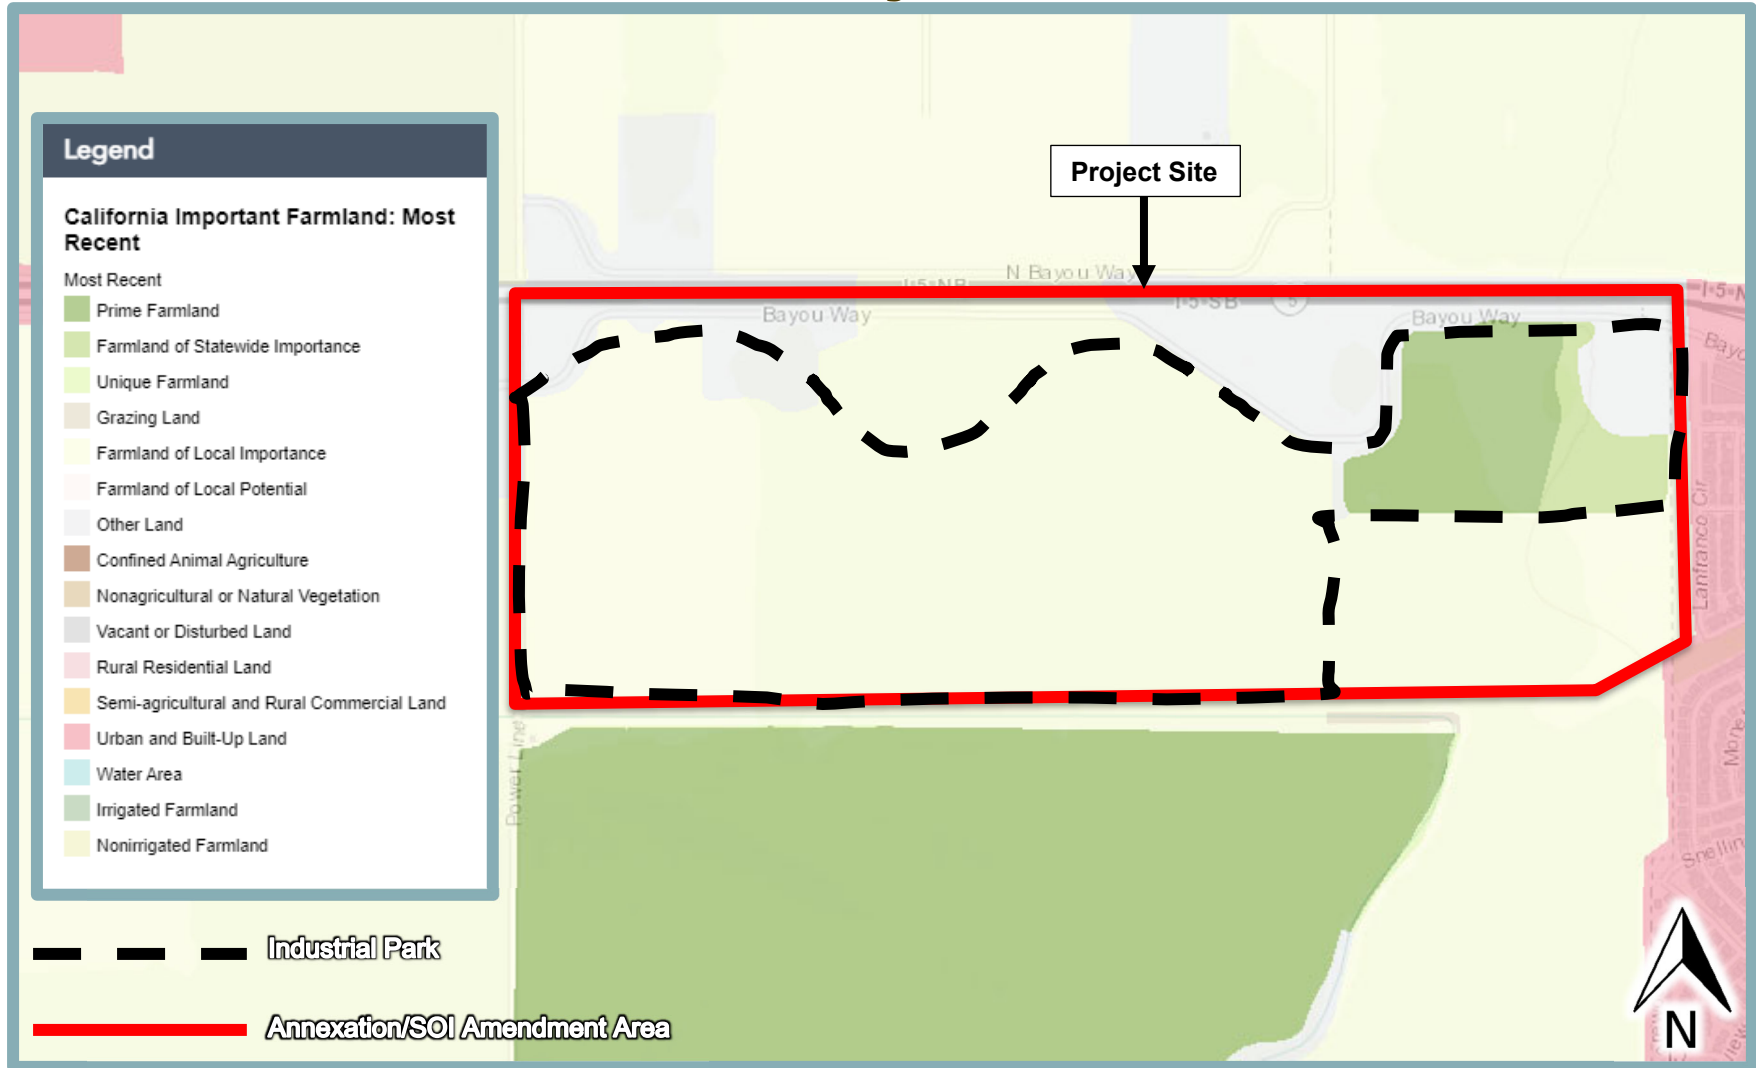 Legend
California Important Farmland: Most
Recent
Most Recent
Prime Farmland
Farmland of Statewide Importance
Unique Farmland
Grazing Land
Farmland of Local Importance
Farmland of Local Potential
Other Land
Confined Animal Agriculture
Nonagricultural or Natural Vegetation
Vacant or Disturbed Land
Rural Residential Land
Semi-agricultural and Rural Commercial Land
Urban and Built-Up Land
Water Area
Irrigated Farmland
Nonirrigated Farmland
Industrial Park
Annexation/SOI Amendment Area
Project Site
N Bayou Way
I-5-NB
I-5-SB
5
Bayou Way
Bayou Way
I-5-N
Bayo
Lanfranco Cir
Power Line
Snellin
N